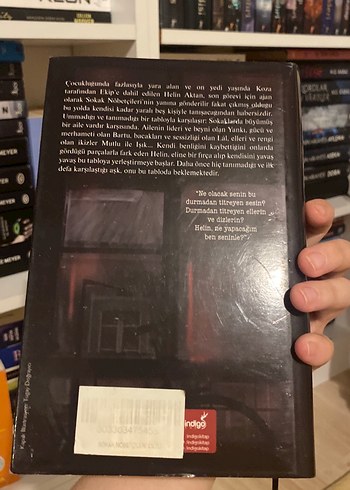 Çocukluğunda fazlasıyla yara alan ve on yedi yaşında Koza
tarafından Ekip'e dahil edilen Helin Aktan, son görevi için ajan
olarak Sokak Nöbetçileri'nin yanına gönderilir fakat çıkmış olduğu
bu yolda kendisi kadar yaralı beş kişiyle tanışacağından habersizdir.
Ummadığı ve tanımadığı bir tabloyla karşılaşır: Sokaklarda büyümüş
bir aile vardır karşısında. Ailenin lideri ve beyni olan Yankı, gücü ve
merhameti olan Bartu, bacakları ve sessizliği olan Lâl, elleri ve rengi
olan ikizler Mutlu ile Işık... Kendi benliğini kaybettiğini onlarda
gördüğü parçalarla fark eden Helin, eline bir fırça alıp kendisini yavaş
yavaş bu tabloya yerleştirmeye başlar. Daha önce hiç tanımadığı ve ilk
defa karşılaştığı aşk, onu bu tabloda beklemektedir.
"Ne olacak senin bu
durmadan titreyen sesin?
Durmadan titreyen ellerin
ve dizlerin?
Helin, ne yapacağım
ben seninle?"
indigo
MEYER